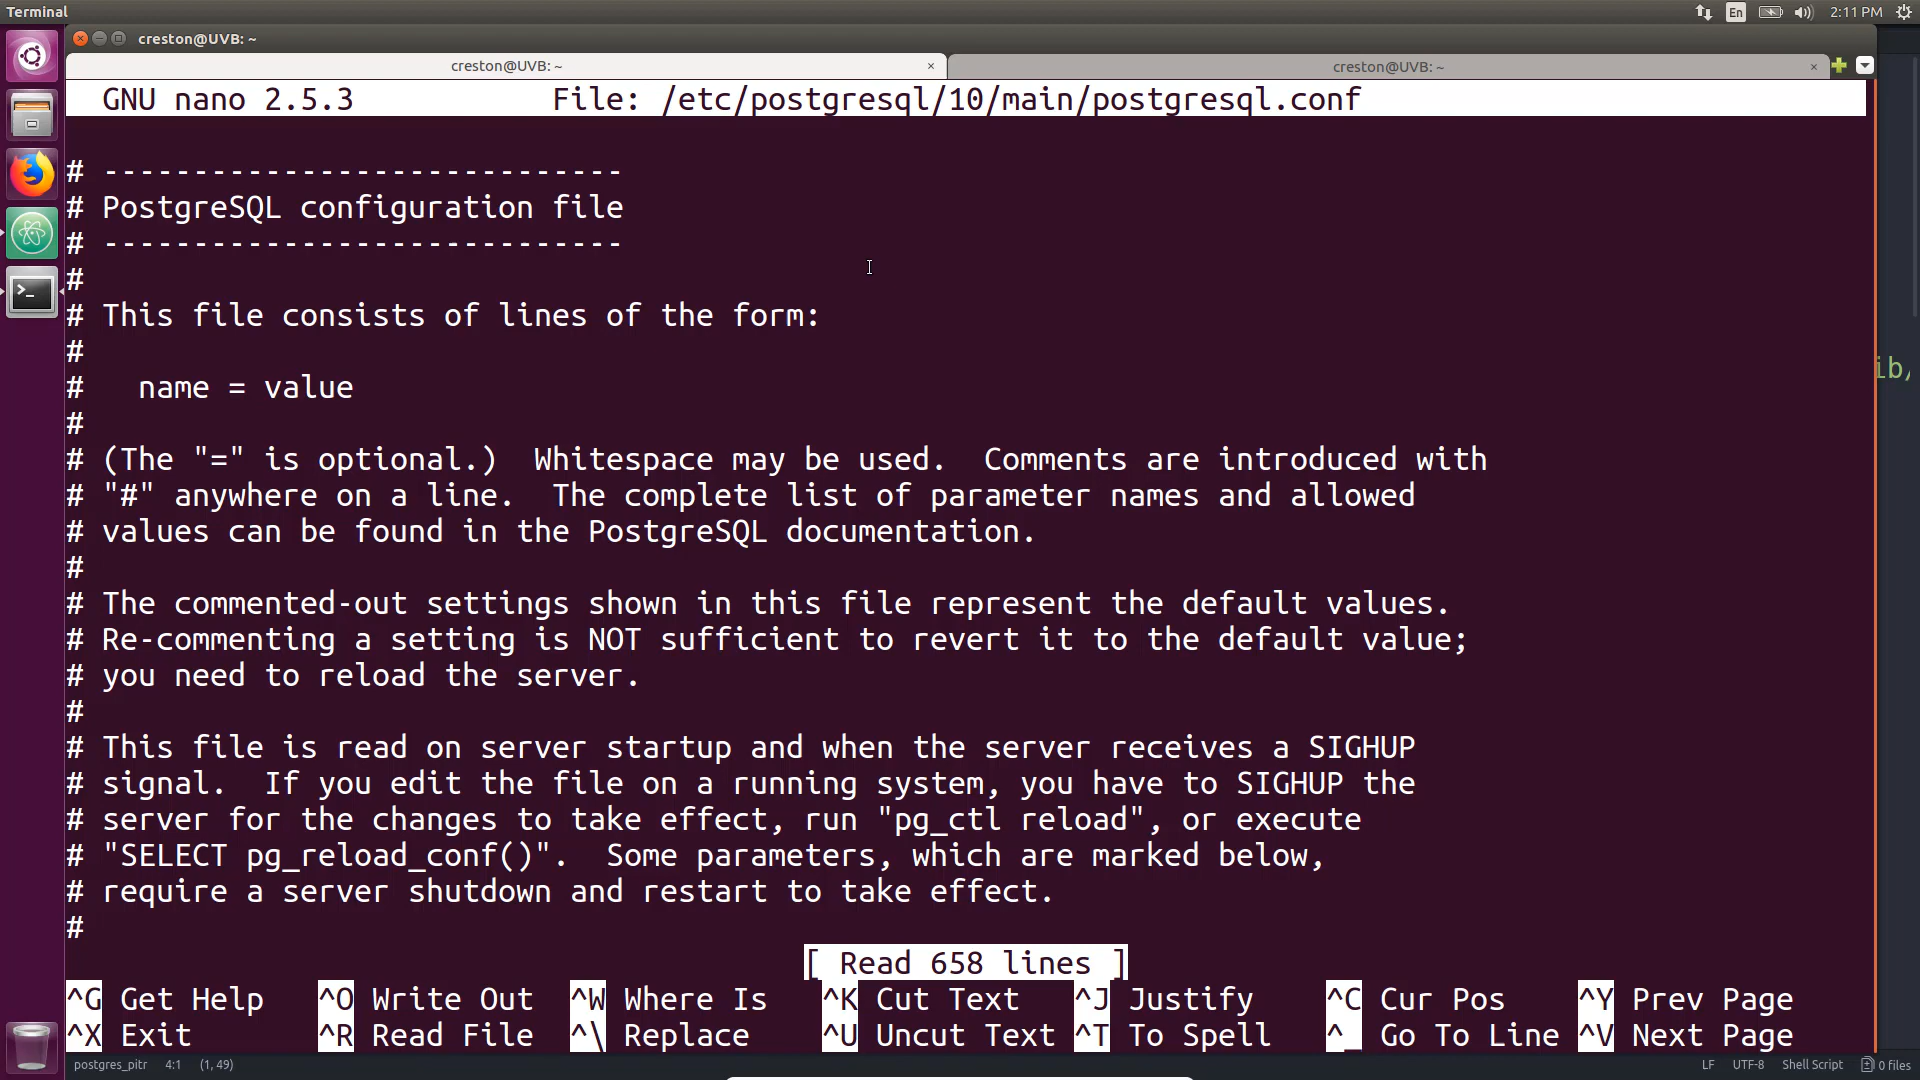 Terminal
En
2:11 PM
creston@UVB: ~
creston@UVB: ~
creston@UVB: ~
GNU nano 2.5.3 File: /etc/postgresql/10/main/postgresql.conf
# -----------------------------
# PostgreSQL configuration file
# -----------------------------
#
# This file consists of lines of the form:
#
#   name = value
#
# (The "=" is optional.)  Whitespace may be used.  Comments are introduced with
# "#" anywhere on a line.  The complete list of parameter names and allowed
# values can be found in the PostgreSQL documentation.
#
# The commented-out settings shown in this file represent the default values.
# Re-commenting a setting is NOT sufficient to revert it to the default value;
# you need to reload the server.
#
# This file is read on server startup and when the server receives a SIGHUP
# signal.  If you edit the file on a running system, you have to SIGHUP the
# server for the changes to take effect, run "pg_ctl reload", or execute
# "SELECT pg_reload_conf()".  Some parameters, which are marked below,
# require a server shutdown and restart to take effect.
#
ib/
[ Read 658 lines ]
^G Get Help ^O Write Out ^W Where Is ^K Cut Text ^J Justify ^C Cur Pos ^Y Prev Page
^X Exit ^R Read File ^\ Replace ^U Uncut Text ^T To Spell ^_ Go To Line ^V Next Page
postgres_pitr 4:1 (1, 49) LF UTF-8 Shell Script 0 files